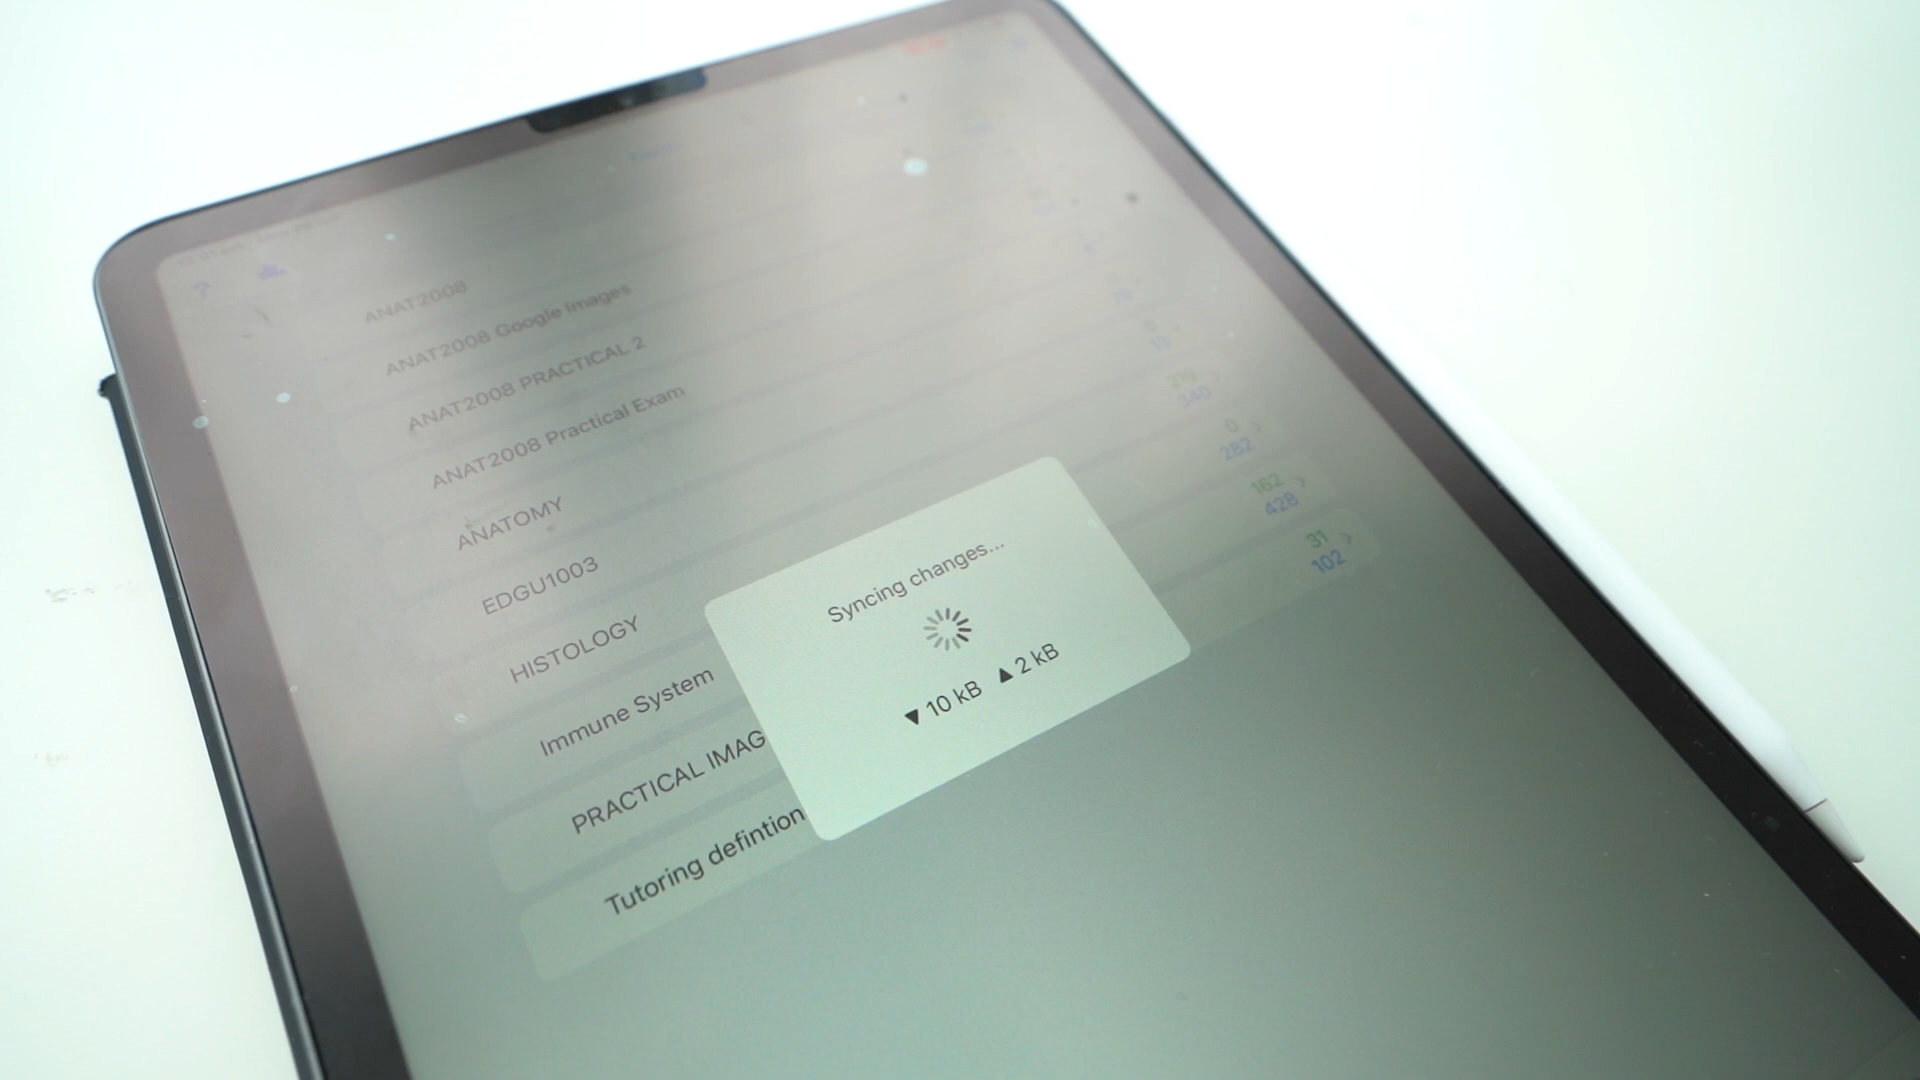 ?
ANAT2008
ANAT2008 Google Images
ANAT2008 PRACTICAL 2
ANAT2008 Practical Exam
ANATOMY
EDGU1003
HISTOLOGY
0
282
Immune System
162
428
PRACTICAL IMAG
31
102
Tutoring defintion
Syncing changes...
▼ 10 kB ▲ 2 kB